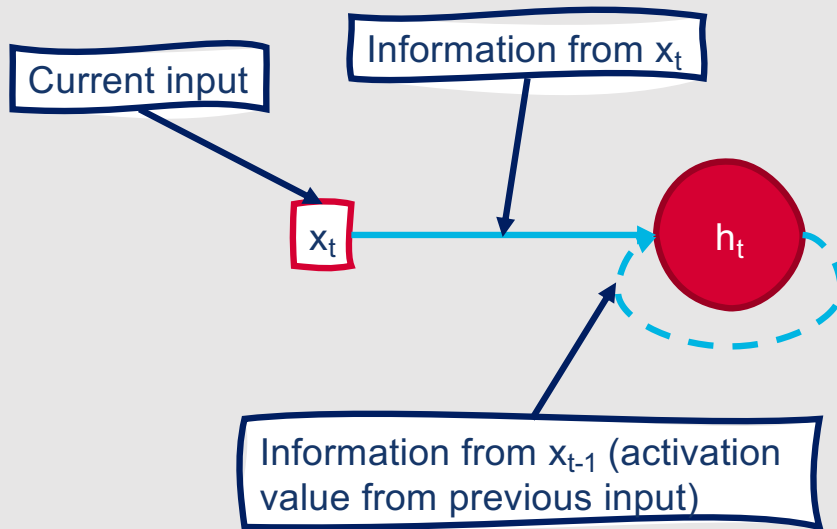 Information from xₜ
Current input
xₜ
hₜ
Information from xₜ₋₁ (activation
value from previous input)